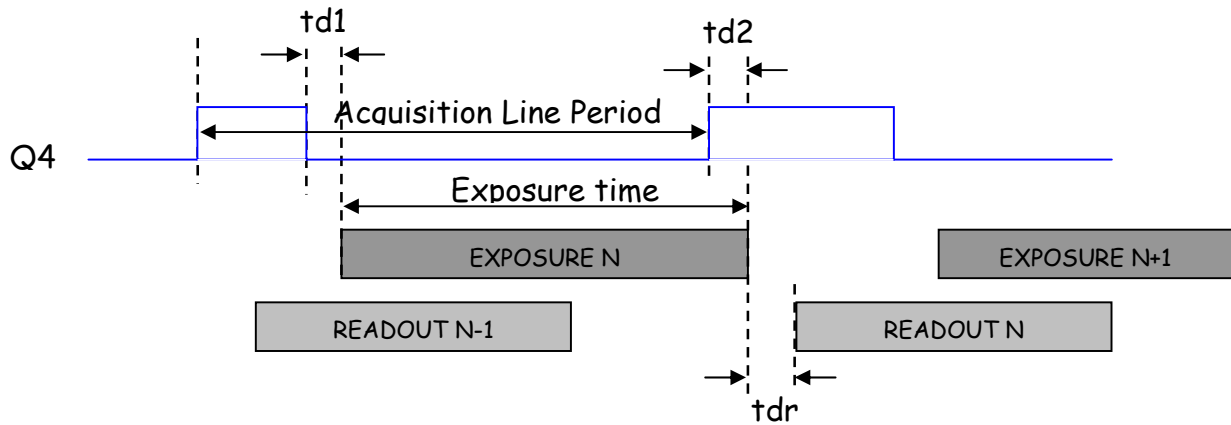 td1
td2
Acquisition Line Period
Q4
Exposure time
EXPOSURE N
EXPOSURE N+1
READOUT N-1
READOUT N
tdr